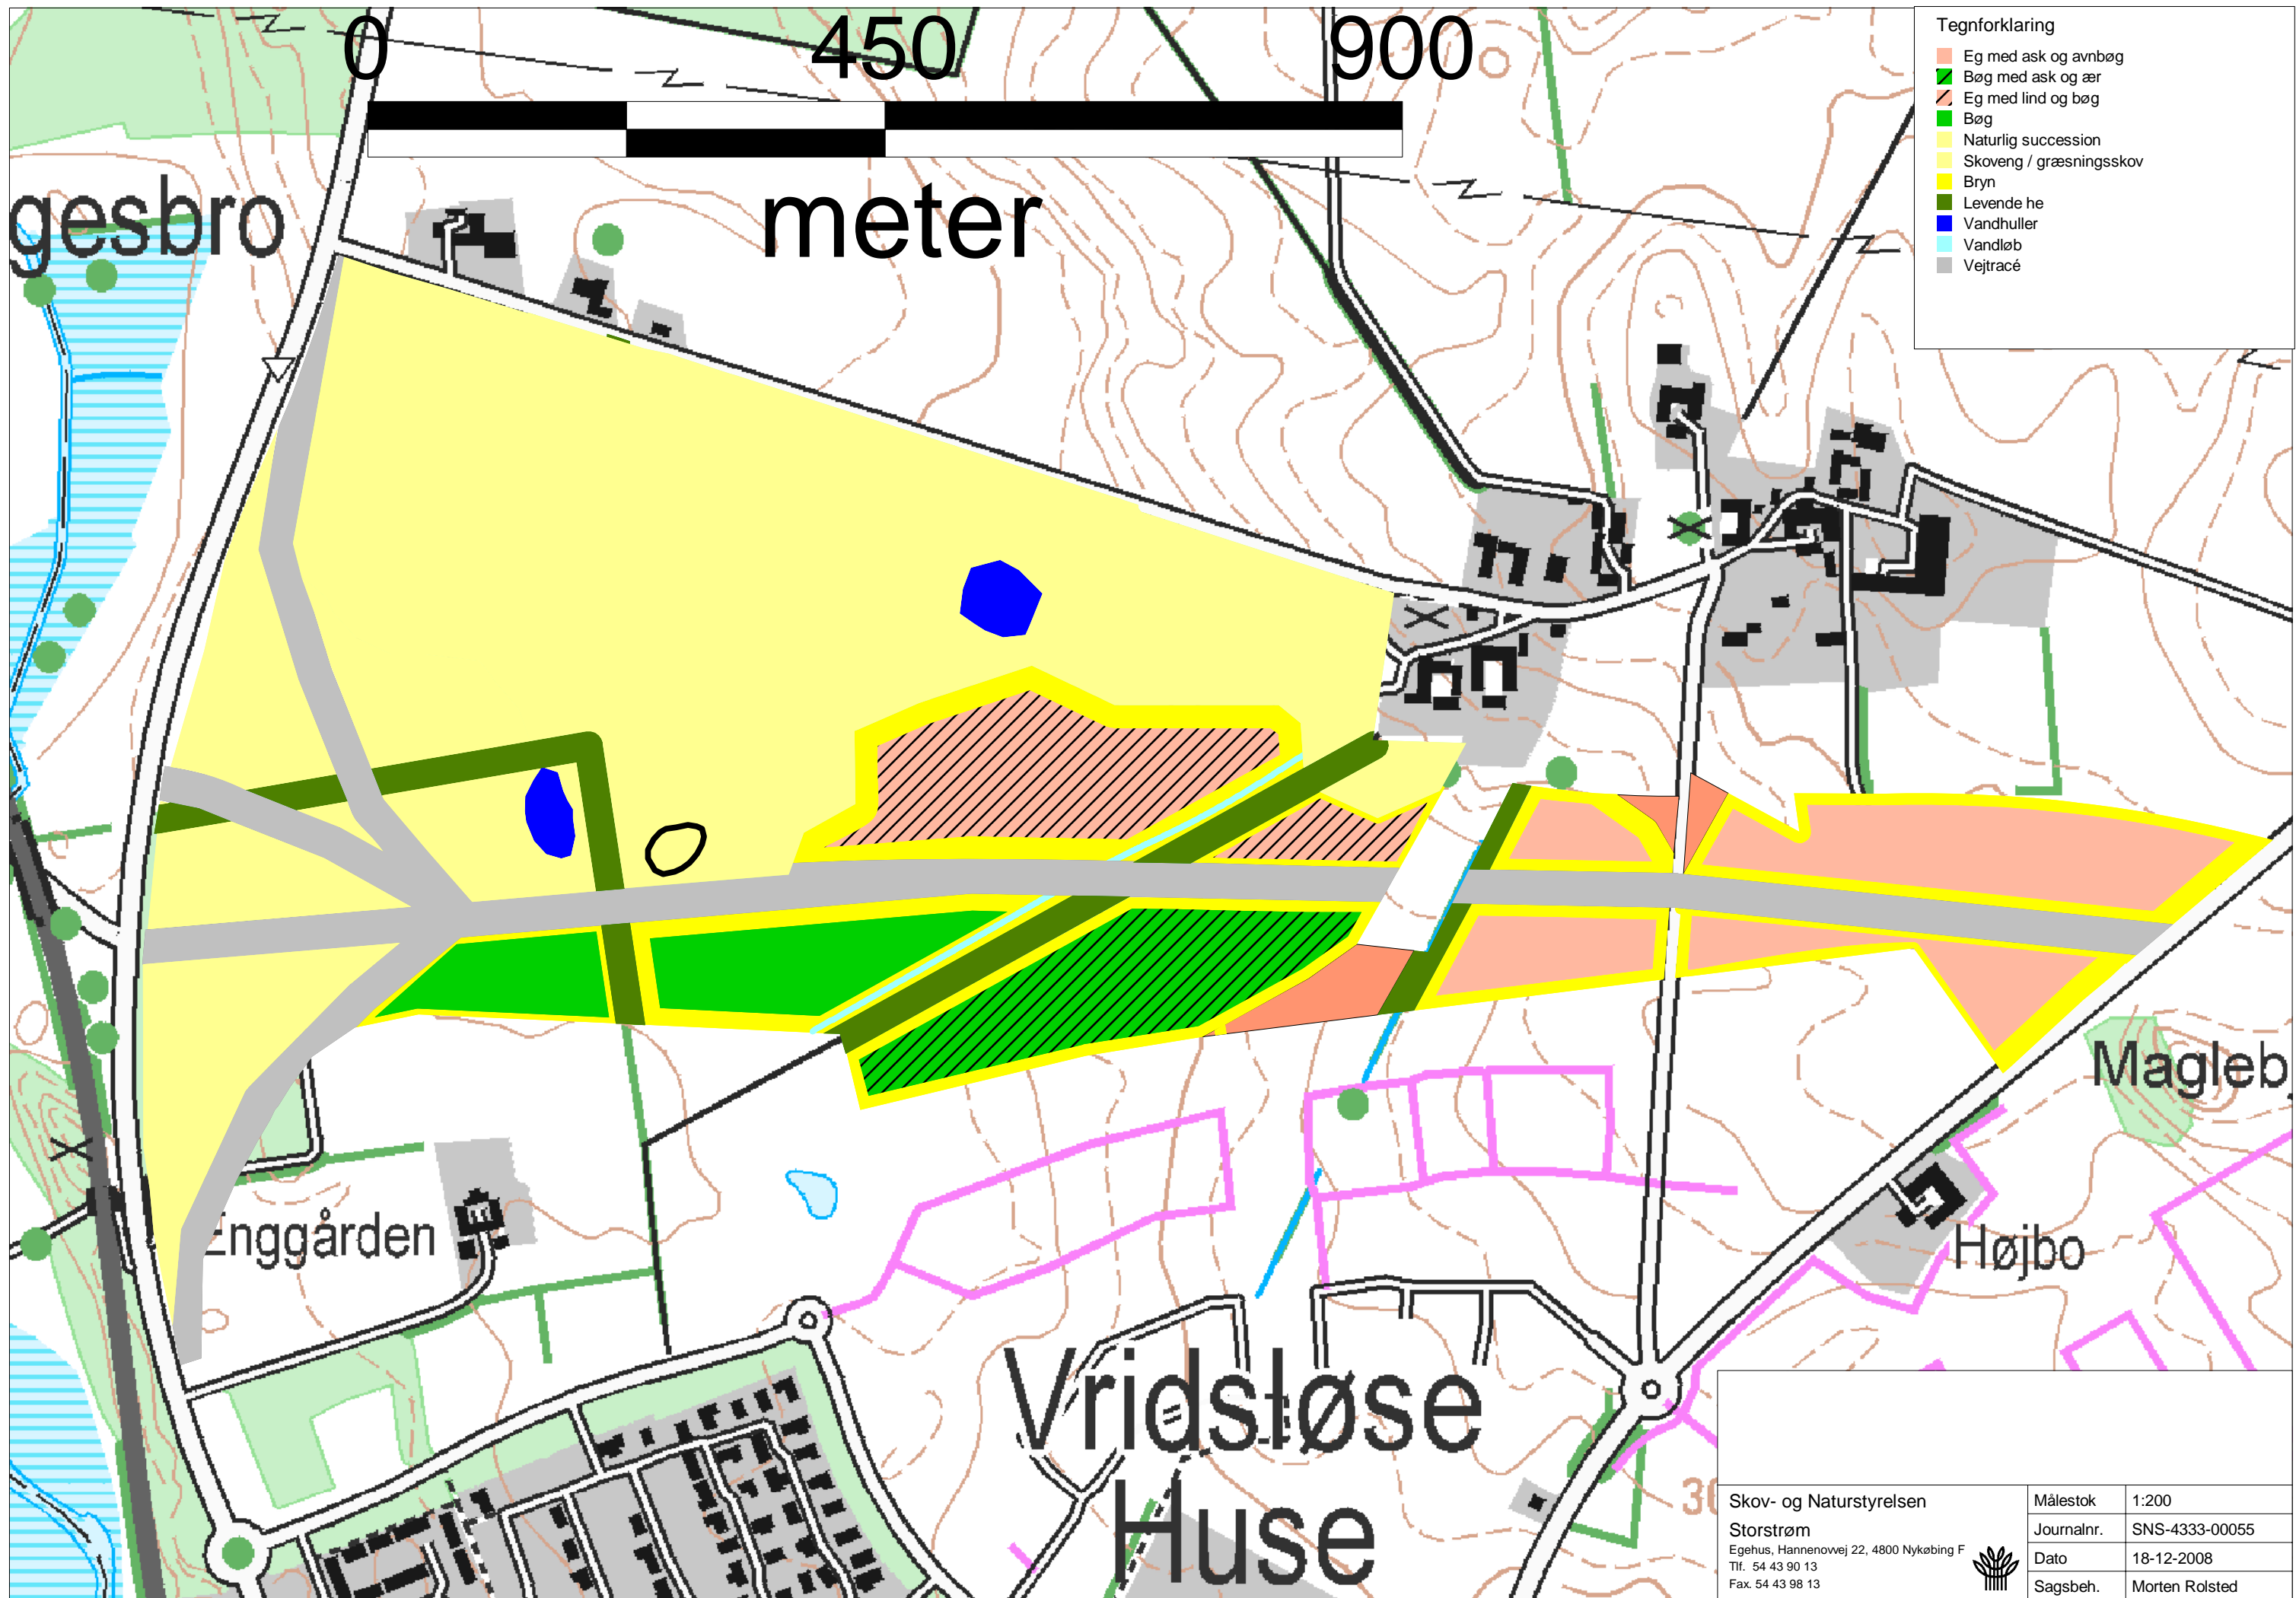 0 450 900
meter
Tegnforklaring
Eg med ask og avnbøg
Bøg med ask og ær
Eg med lind og bøg
Bøg
Naturlig succession
Skoveng / græsningsskov
Bryn
Levende he
Vandhuller
Vandløb
Vejtracé
gesbro
Magleb
Enggården
Højbo
Vridsløse
Huse
30
Skov- og Naturstyrelsen
Storstrøm
Egehus, Hannenovvej 22, 4800 Nykøbing F
Tlf. 54 43 90 13
Fax. 54 43 98 13
Målestok 1:200
Journalnr. SNS-4333-00055
Dato 18-12-2008
Sagsbeh. Morten Rolsted